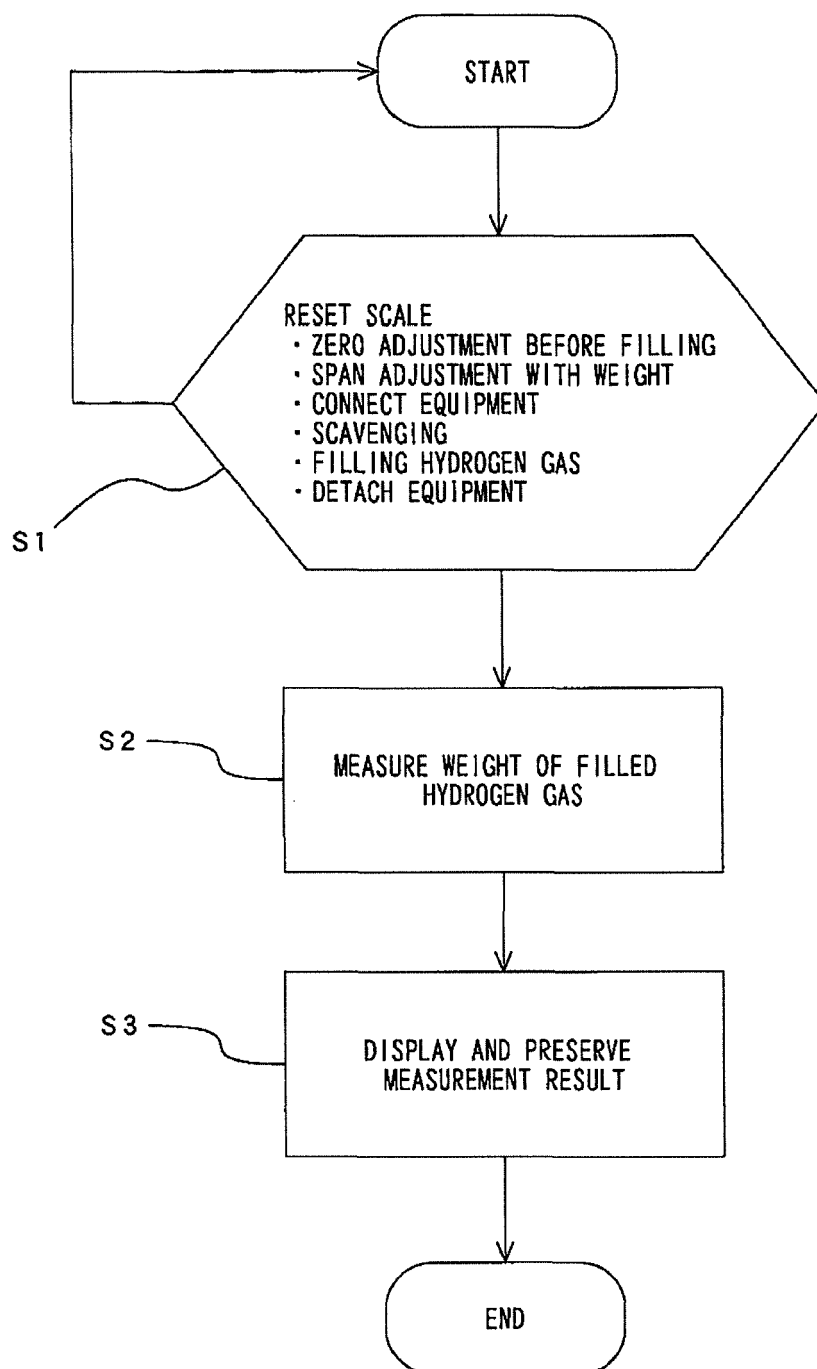 START
RESET SCALE
・ZERO ADJUSTMENT BEFORE FILLING
・SPAN ADJUSTMENT WITH WEIGHT
・CONNECT EQUIPMENT
・SCAVENGING
・FILLING HYDROGEN GAS
・DETACH EQUIPMENT
S1
S2
MEASURE WEIGHT OF FILLED
HYDROGEN GAS
S3
DISPLAY AND PRESERVE
MEASUREMENT RESULT
END